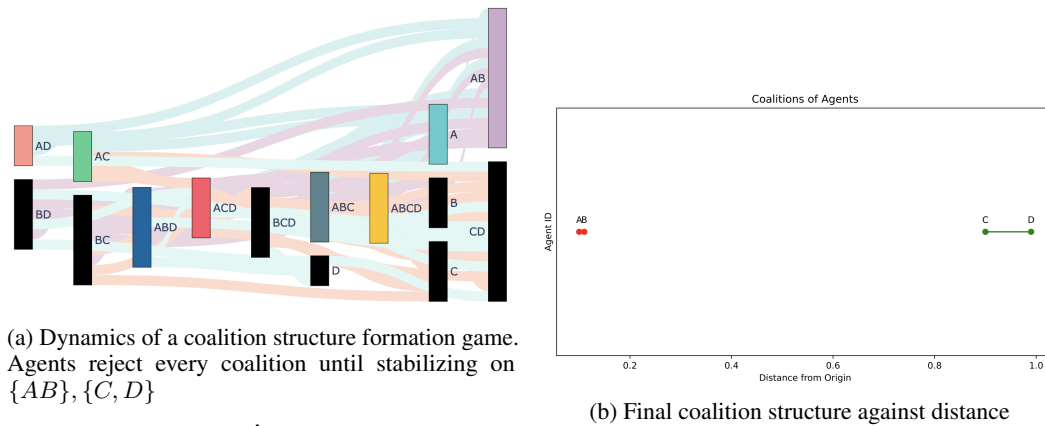 AB
A
AD
AC
BD
BC
ABD
ACD
BCD
ABC
ABCD
B
CD
D
C
(a) Dynamics of a coalition structure formation game.
Agents reject every coalition until stabilizing on
{AB}, {C, D}
Coalitions of Agents
Agent ID
A B
C
D
0.2
0.4
0.6
0.8
1.0
Distance from Origin
(b) Final coalition structure against distance